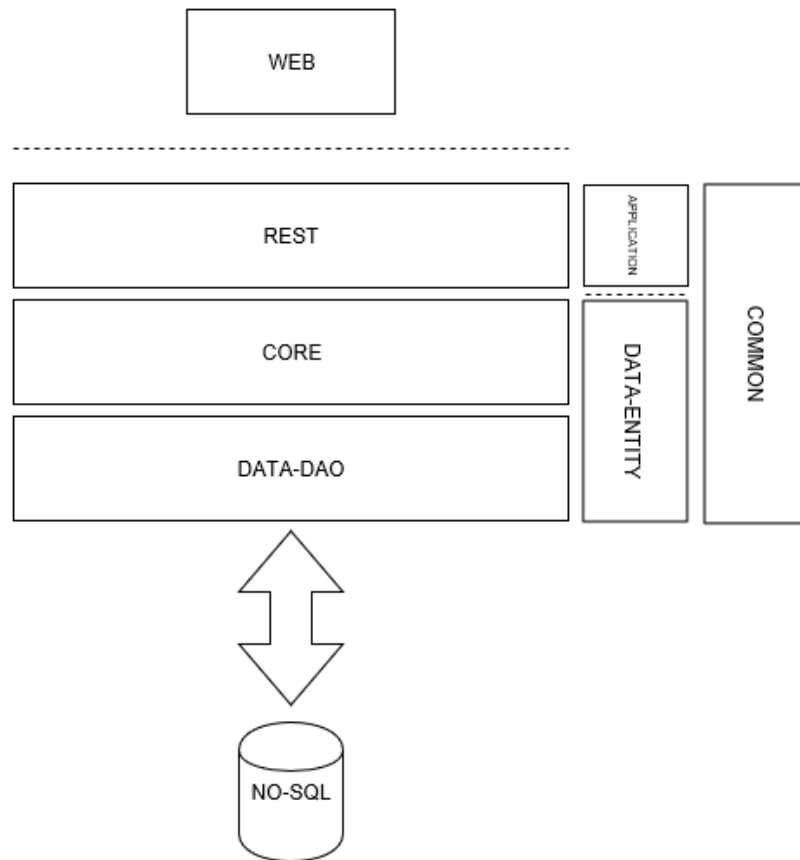 WEB
REST
APPLICATION
COMMON
CORE
DATA-ENTITY
DATA-DAO
NO-SQL